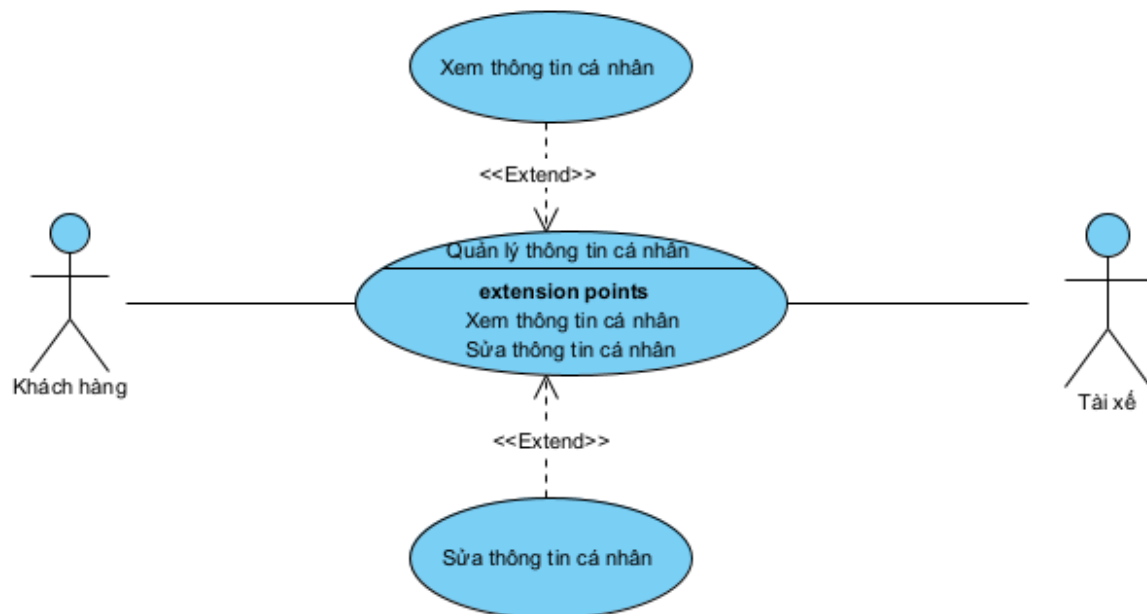 Xem thông tin cá nhân
<<Extend>>
Quản lý thông tin cá nhân
extension points
Xem thông tin cá nhân
Sửa thông tin cá nhân
Khách hàng
Tài xế
<<Extend>>
Sửa thông tin cá nhân